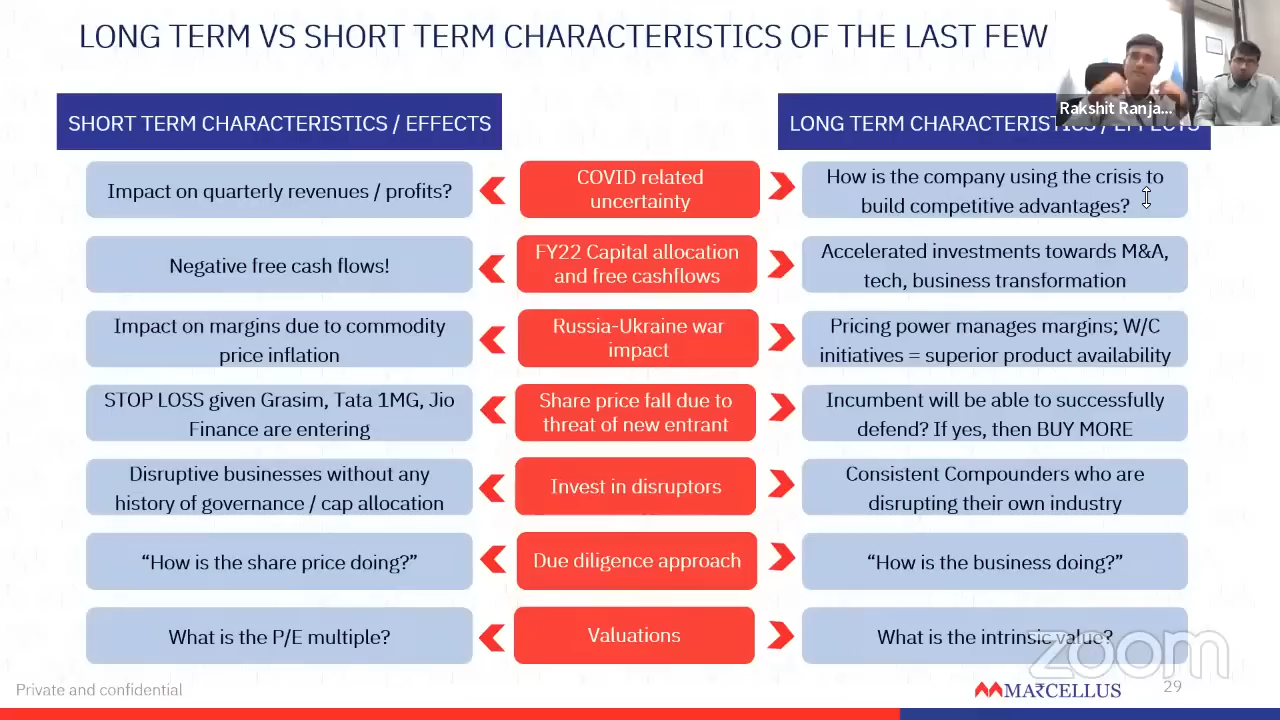 LONG TERM VS SHORT TERM CHARACTERISTICS OF THE LAST FEW
Rakshit Ranja...
SHORT TERM CHARACTERISTICS / EFFECTS
LONG TERM CHARACTERISTICS / EFFECTS
Impact on quarterly revenues / profits?
COVID related
uncertainty
How is the company using the crisis to
build competitive advantages?
Negative free cash flows!
FY22 Capital allocation
and free cashflows
Accelerated investments towards M&A,
tech, business transformation
Impact on margins due to commodity
price inflation
Russia-Ukraine war
impact
Pricing power manages margins; W/C
initiatives = superior product availability
STOP LOSS given Grasim, Tata 1MG, Jio
Finance are entering
Share price fall due to
threat of new entrant
Incumbent will be able to successfully
defend? If yes, then BUY MORE
Disruptive businesses without any
history of governance / cap allocation
Invest in disruptors
Consistent Compounders who are
disrupting their own industry
“How is the share price doing?”
Due diligence approach
“How is the business doing?”
What is the P/E multiple?
Valuations
What is the intrinsic value?
zoom
Private and confidential
MARCELLUS
29